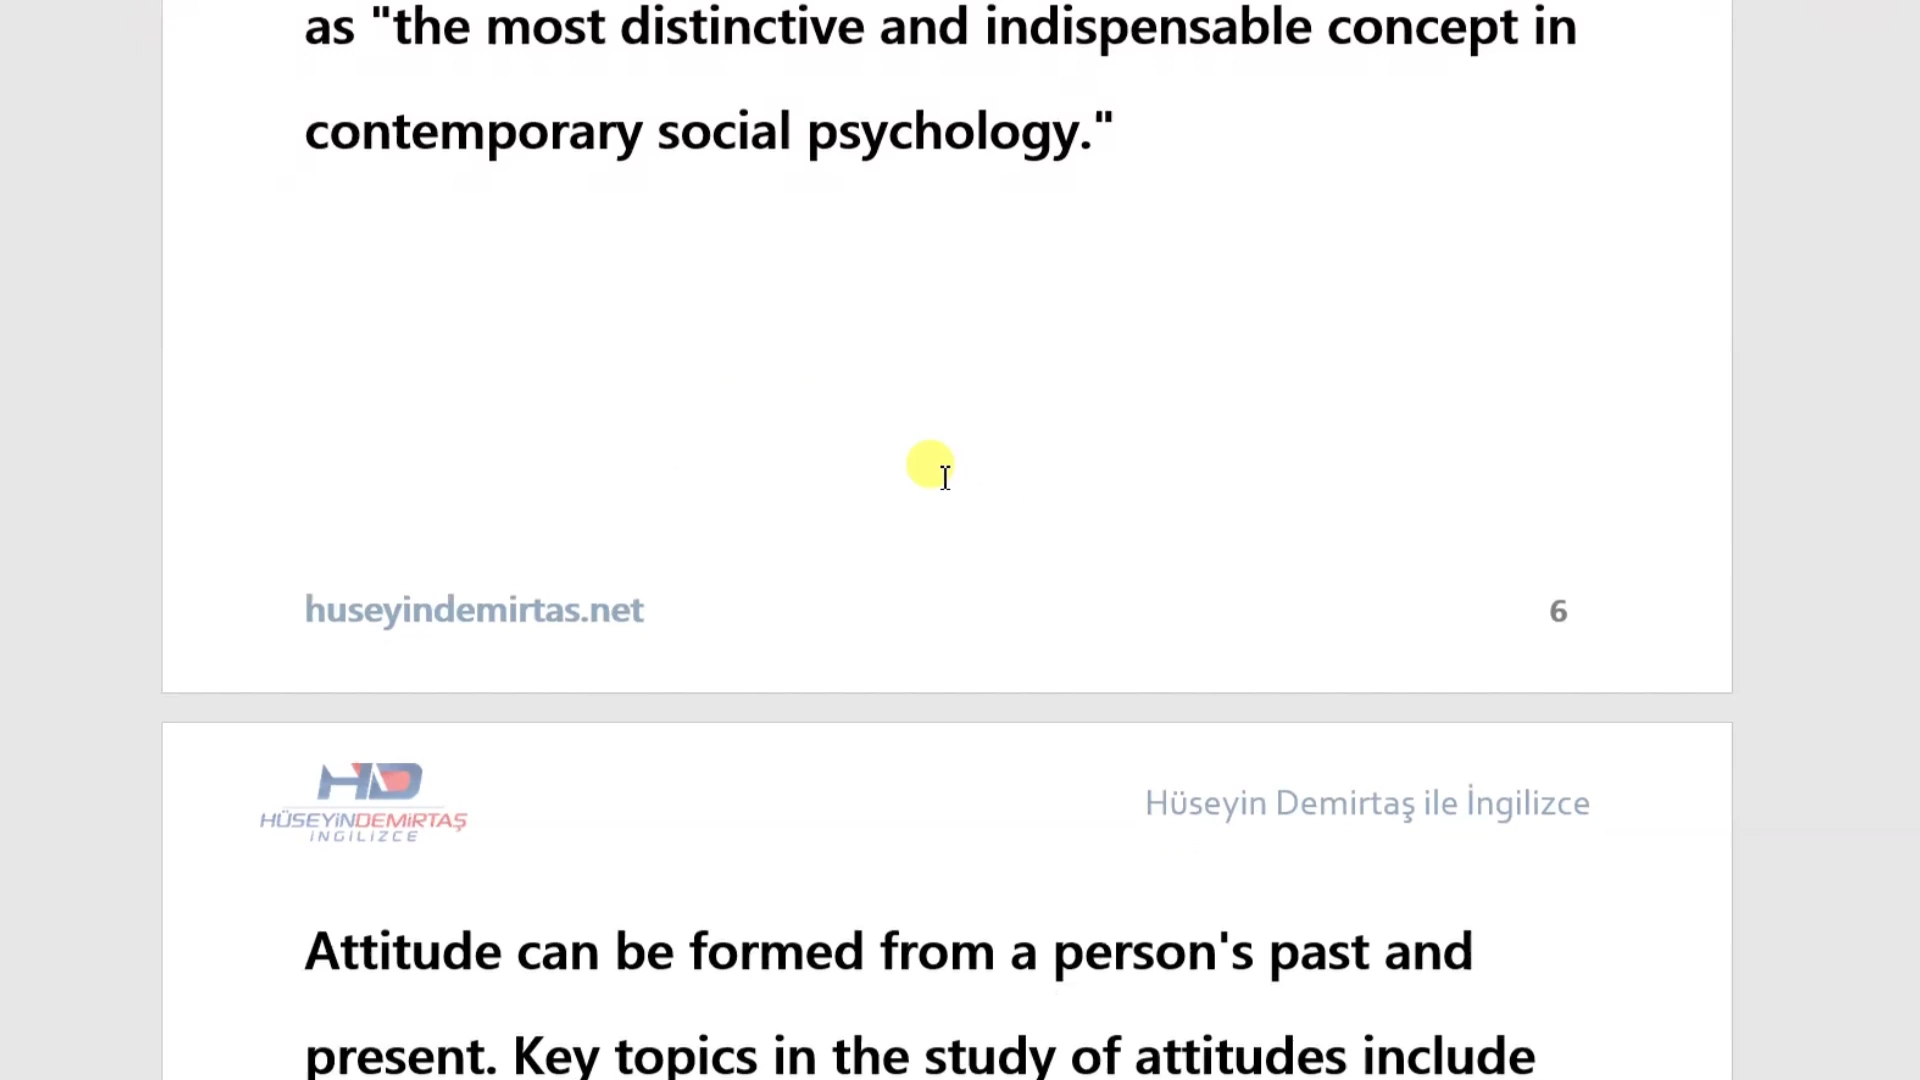 as "the most distinctive and indispensable concept in
contemporary social psychology."
huseyindemirtas.net
6
HD
HÜSEYİNDEMİRTAŞ
İNGİLİZCE
Hüseyin Demirtaş ile İngilizce
Attitude can be formed from a person's past and
present. Key topics in the study of attitudes include